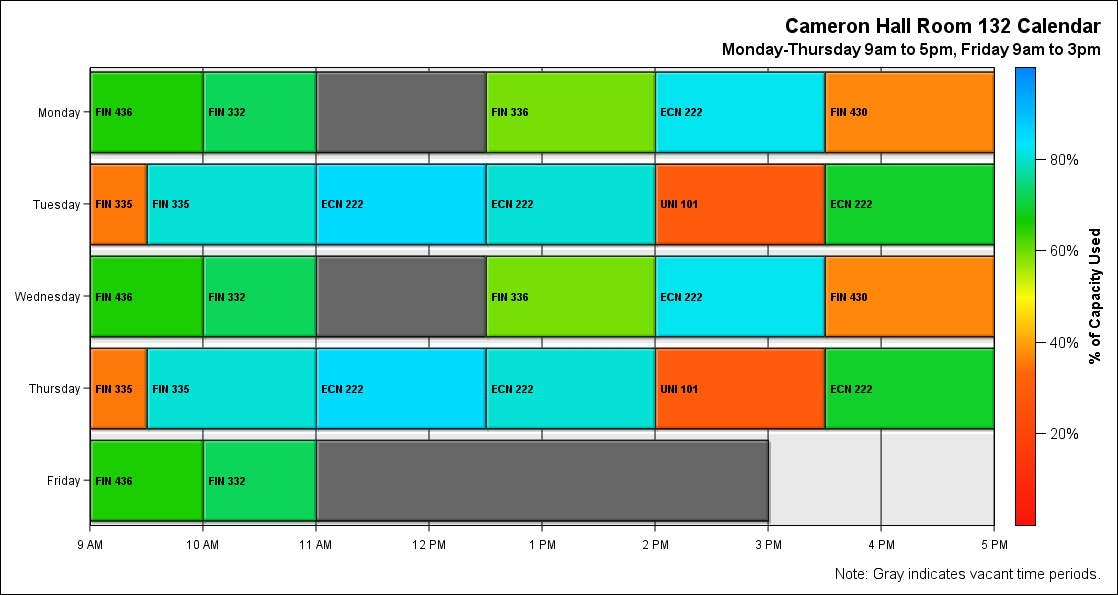 Cameron Hall Room 132 Calendar
Monday-Thursday 9am to 5pm, Friday 9am to 3pm
Monday
FIN 436
FIN 332
FIN 336
ECN 222
FIN 430
Tuesday
FIN 335
FIN 335
ECN 222
ECN 222
UNI 101
ECN 222
Wednesday
FIN 436
FIN 332
FIN 336
ECN 222
FIN 430
Thursday
FIN 335
FIN 335
ECN 222
ECN 222
UNI 101
ECN 222
Friday
FIN 436
FIN 332
9 AM
10 AM
11 AM
12 PM
1 PM
2 PM
3 PM
4 PM
5 PM
80%
60%
40%
20%
% of Capacity Used
Note: Gray indicates vacant time periods.